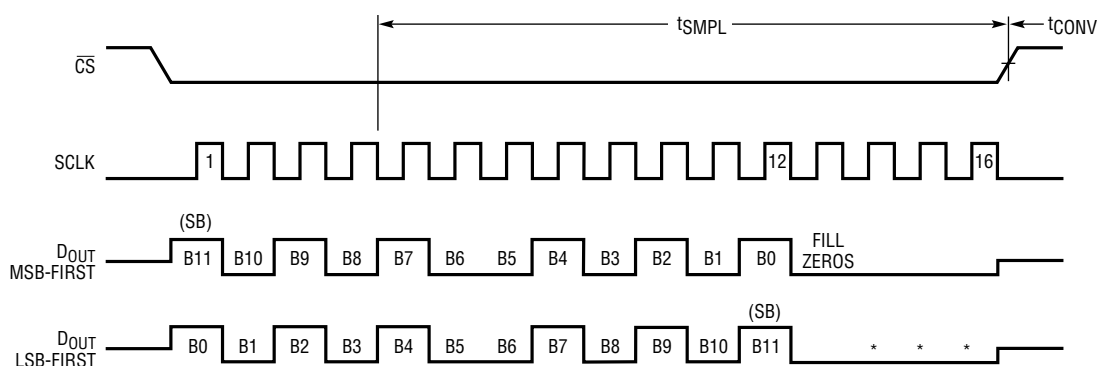 tSMPL
tCONV
CS
SCLK
1
12
16
(SB)
DOUT
MSB-FIRST
B11 B10 B9 B8 B7 B6 B5 B4 B3 B2 B1 B0
FILL
ZEROS
(SB)
DOUT
LSB-FIRST
B0 B1 B2 B3 B4 B5 B6 B7 B8 B9 B10 B11
* * *